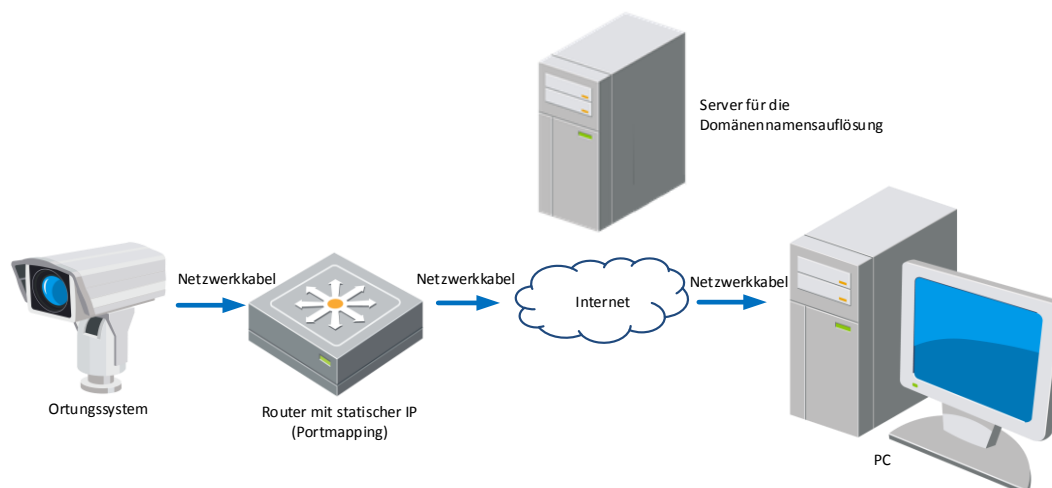 Server für die
Domänennamensauflösung
Netzwerkkabel
Netzwerkkabel
Netzwerkkabel
Internet
Ortungssystem
Router mit statischer IP
(Portmapping)
PC